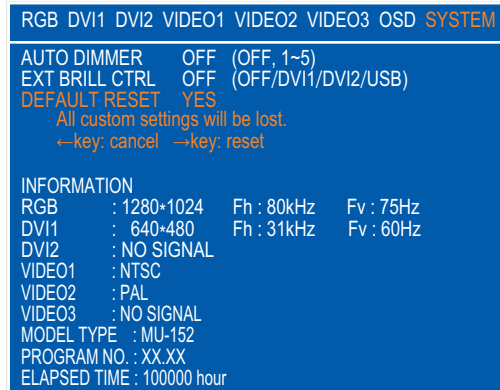 RGB DVI1 DVI2 VIDEO1 VIDEO2 VIDEO3 OSD SYSTEM
AUTO DIMMER OFF (OFF, 1~5)
EXT BRILL CTRL OFF (OFF/DVI1/DVI2/USB)
DEFAULT RESET YES
All custom settings will be lost.
←key: cancel →key: reset
INFORMATION
RGB : 1280*1024 Fh : 80kHz Fv : 75Hz
DVI1 : 640*480 Fh : 31kHz Fv : 60Hz
DVI2 : NO SIGNAL
VIDEO1 : NTSC
VIDEO2 : PAL
VIDEO3 : NO SIGNAL
MODEL TYPE : MU-152
PROGRAM NO. : XX.XX
ELAPSED TIME : 100000 hour